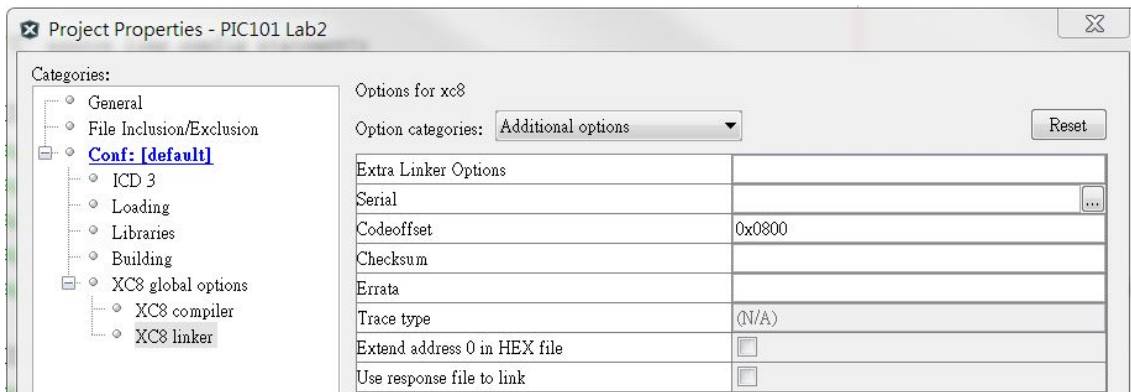 Project Properties - PIC101 Lab2
Categories:
General
File Inclusion/Exclusion
Conf: [default]
ICD 3
Loading
Libraries
Building
XC8 global options
XC8 compiler
XC8 linker
Options for xc8
Option categories: Additional options
Reset
Extra Linker Options
Serial ...
Codeoffset 0x0800
Checksum
Errata
Trace type (N/A)
Extend address 0 in HEX file
Use response file to link